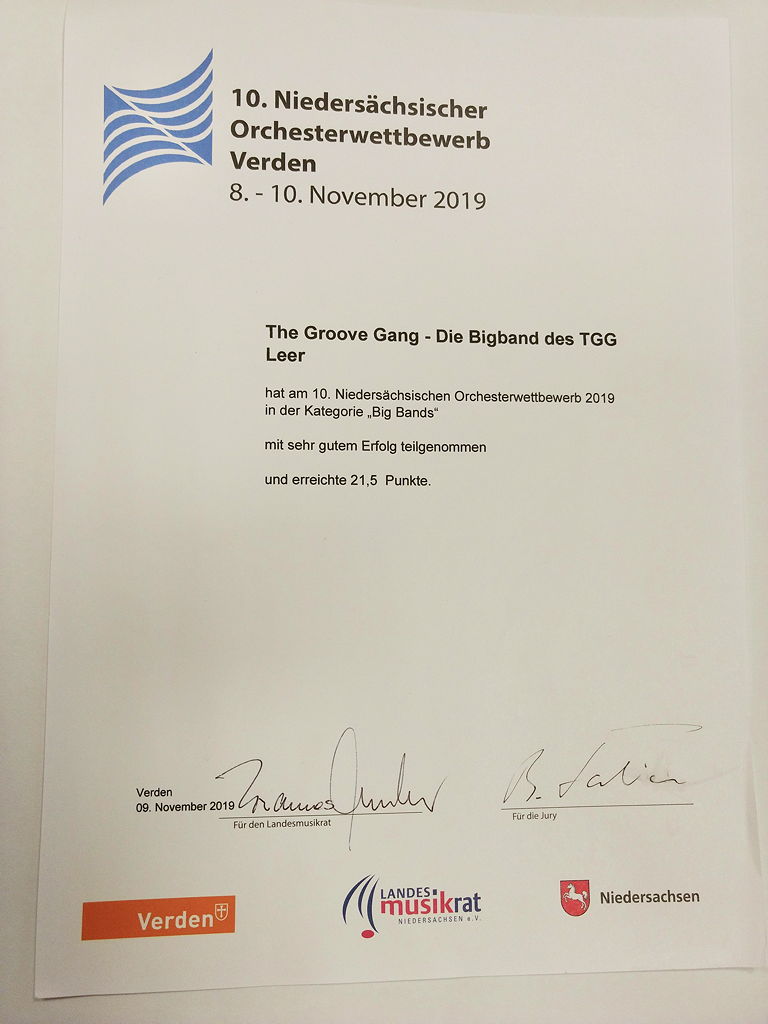 10. Niedersächsischer
Orchesterwettbewerb
Verden
8. - 10. November 2019
The Groove Gang - Die Bigband des TGG
Leer
hat am 10. Niedersächsischen Orchesterwettbewerb 2019
in der Kategorie „Big Bands“
mit sehr gutem Erfolg teilgenommen
und erreichte 21,5 Punkte.
Verden
09. November 2019
Für den Landesmusikrat
B.
Für die Jury
Verden
LANDES
musikrat
NIEDERSACHSEN e.V.
Niedersachsen